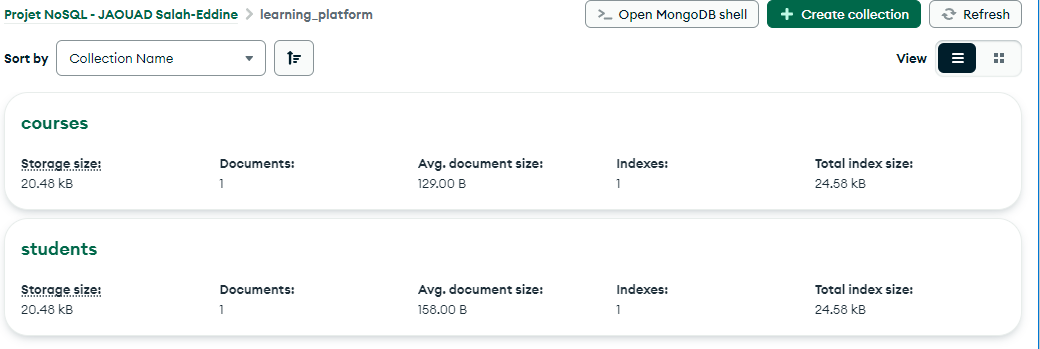 Projet NoSQL - JAOUAD Salah-Eddine > learning_platform
>_ Open MongoDB shell
+ Create collection
Refresh
Sort by Collection Name
View
courses
Storage size: Documents: Avg. document size: Indexes: Total index size:
20.48 kB 1 129.00 B 1 24.58 kB
students
Storage size: Documents: Avg. document size: Indexes: Total index size:
20.48 kB 1 158.00 B 1 24.58 kB